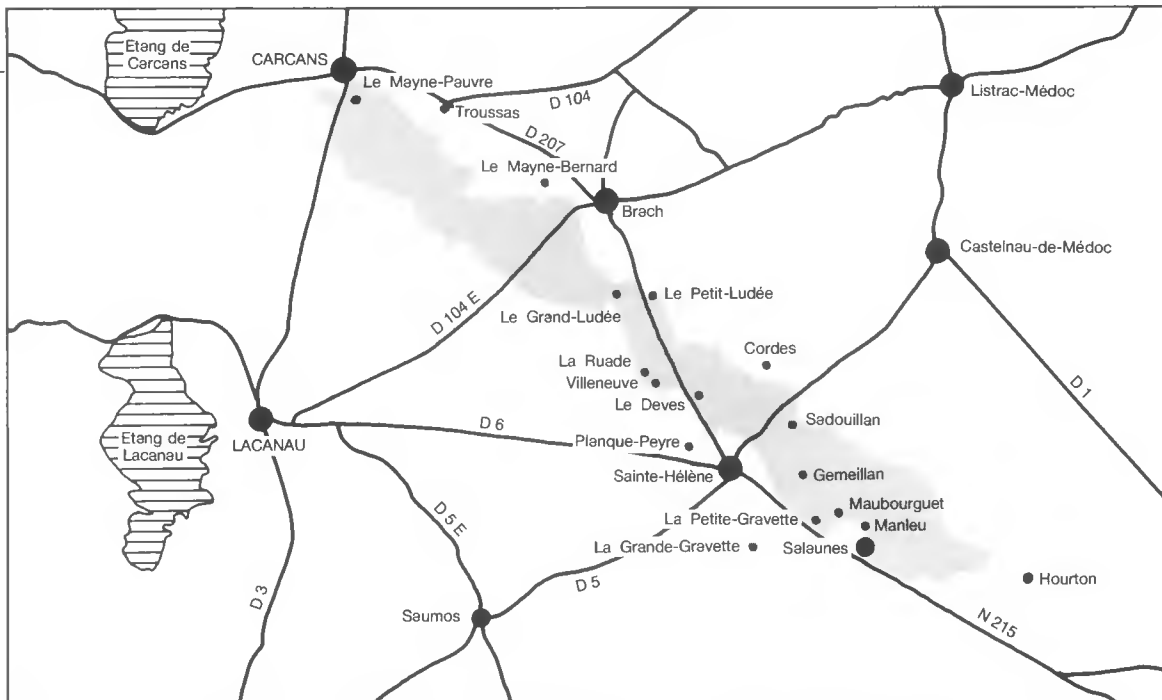 Etang de
Carcans
CARCANS
Le Mayne-Pauvre
Troussas
D 104
Listrac-Médoc
D 207
Le Mayne-Bernard
Brach
Castelnau-de-Médoc
Le Petit-Ludée
Le Grand-Ludée
D 104 E
Cordes
La Ruade
Villeneuve
Le Deves
D 1
Etang de
Lacanau
LACANAU
D 6
Sadouillan
Planque-Peyre
Sainte-Hélène
Gemeillan
Maubourguet
La Petite-Gravette
Manleu
D 5 E
La Grande-Gravette
Salaunes
Hourton
D 3
D 5
Saumos
N 215